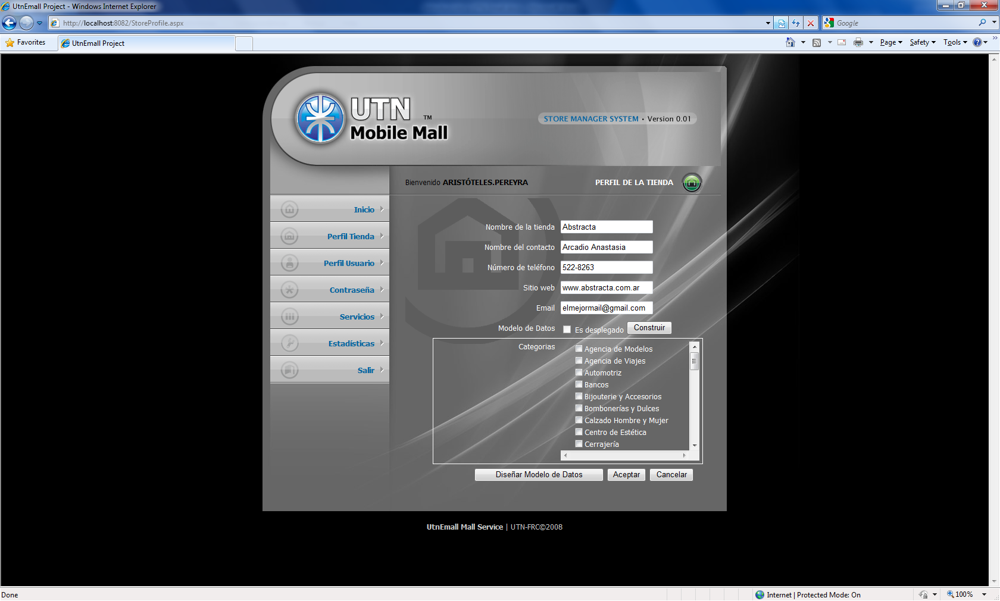 UtnEmall Project - Windows Internet Explorer
http://localhost:8082/StoreProfile.aspx
Google
Favorites
UtnEmall Project
Page
Safety
Tools
UTN
TM
Mobile Mall
STORE MANAGER SYSTEM • Version 0.01
Bienvenido ARISTÓTELES.PEREYRA
PERFIL DE LA TIENDA
Inicio
Perfil Tienda
Perfil Usuario
Contraseña
Servicios
Estadísticas
Salir
Nombre de la tienda Abstracta
Nombre del contacto Arcadio Anastasia
Número de teléfono 522-8263
Sitio web www.abstracta.com.ar
Email elmejormail@gmail.com
Modelo de Datos Es desplegado Construir
Categorias
Agencia de Modelos
Agencia de Viajes
Automotriz
Bancos
Bijouterie y Accesorios
Bombonerías y Dulces
Calzado Hombre y Mujer
Centro de Estética
Cerrajería
Diseñar Modelo de Datos Aceptar Cancelar
UtnEmall Mall Service | UTN-FRC©2008
Done
Internet | Protected Mode: On
100%